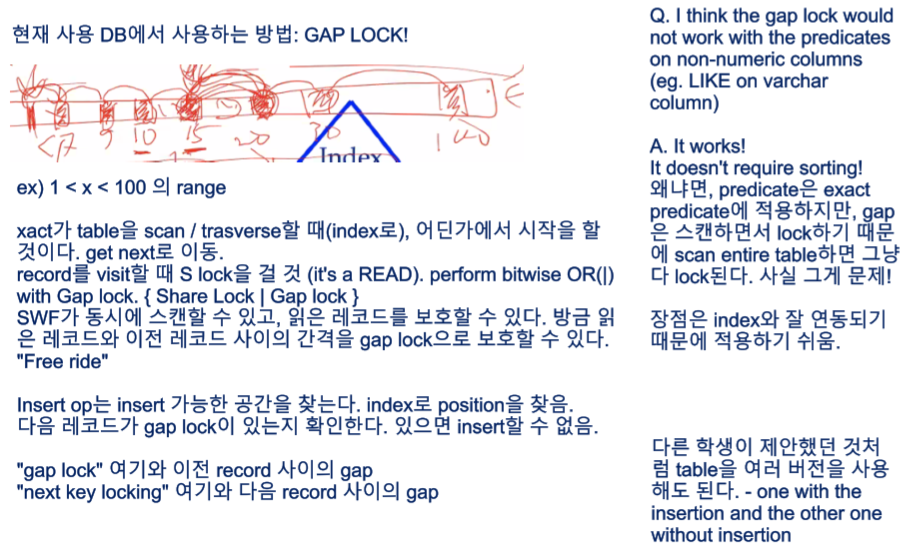 현재 사용 DB에서 사용하는 방법: GAP LOCK!
10
15
20
30
Index
ex) 1 < x < 100 의 range
xact가 table을 scan / trasverse할 때(index로), 어딘가에서 시작을 할
것이다. get next로 이동.
record를 visit할 때 S lock을 걸 것 (it's a READ). perform bitwise OR(|)
with Gap lock. { Share Lock | Gap lock }
SWF가 동시에 스캔할 수 있고, 읽은 레코드를 보호할 수 있다. 방금 읽
은 레코드와 이전 레코드 사이의 간격을 gap lock으로 보호할 수 있다.
"Free ride"
Insert op는 insert 가능한 공간을 찾는다. index로 position을 찾음.
다음 레코드가 gap lock이 있는지 확인한다. 있으면 insert할 수 없음.
"gap lock" 여기와 이전 record 사이의 gap
"next key locking" 여기와 다음 record 사이의 gap
Q. I think the gap lock would
not work with the predicates
on non-numeric columns
(eg. LIKE on varchar
column)
A. It works!
It doesn't require sorting!
왜냐면, predicate은 exact
predicate에 적용하지만, gap
은 스캔하면서 lock하기 때문
에 scan entire table하면 그냥
다 lock된다. 사실 그게 문제!
장점은 index와 잘 연동되기
때문에 적용하기 쉬움.
다른 학생이 제안했던 것처
럼 table을 여러 버전을 사용
해도 된다. - one with the
insertion and the other one
without insertion